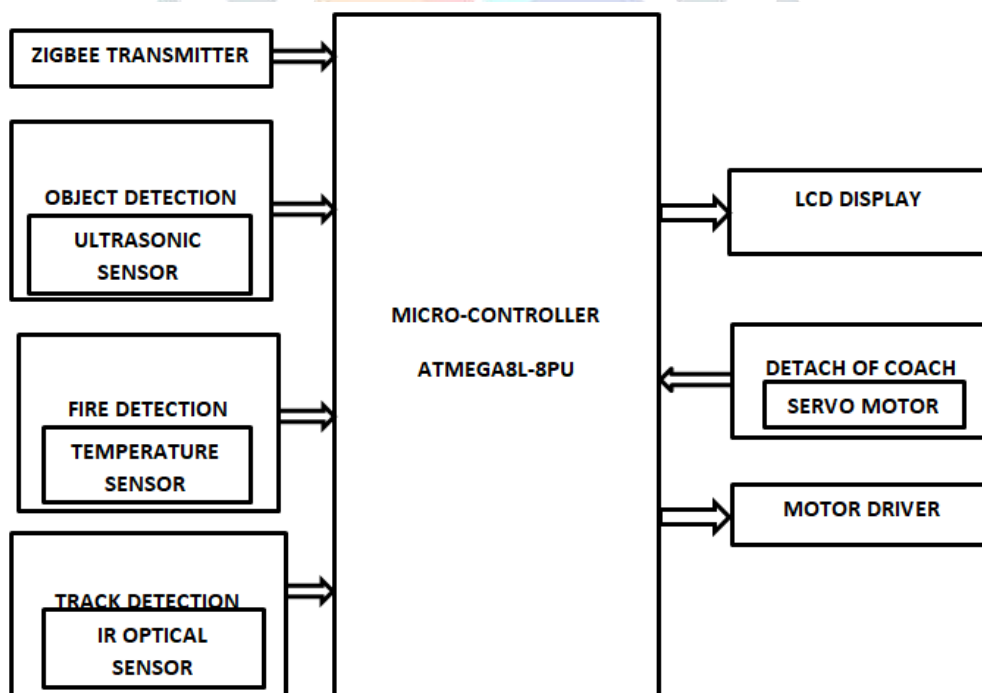 ZIGBEE TRANSMITTER
OBJECT DETECTION
ULTRASONIC
SENSOR
FIRE DETECTION
TEMPERATURE
SENSOR
TRACK DETECTION
IR OPTICAL
SENSOR
MICRO-CONTROLLER
ATMEGA8L-8PU
LCD DISPLAY
DETACH OF COACH
SERVO MOTOR
MOTOR DRIVER